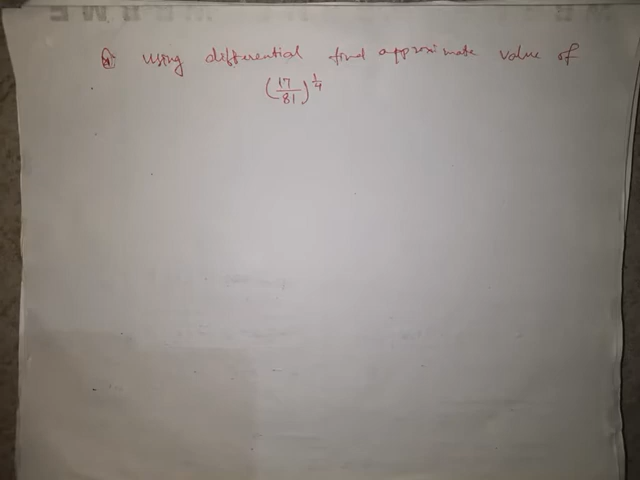 Q using differential find approximate value of
(17/81)^1/4